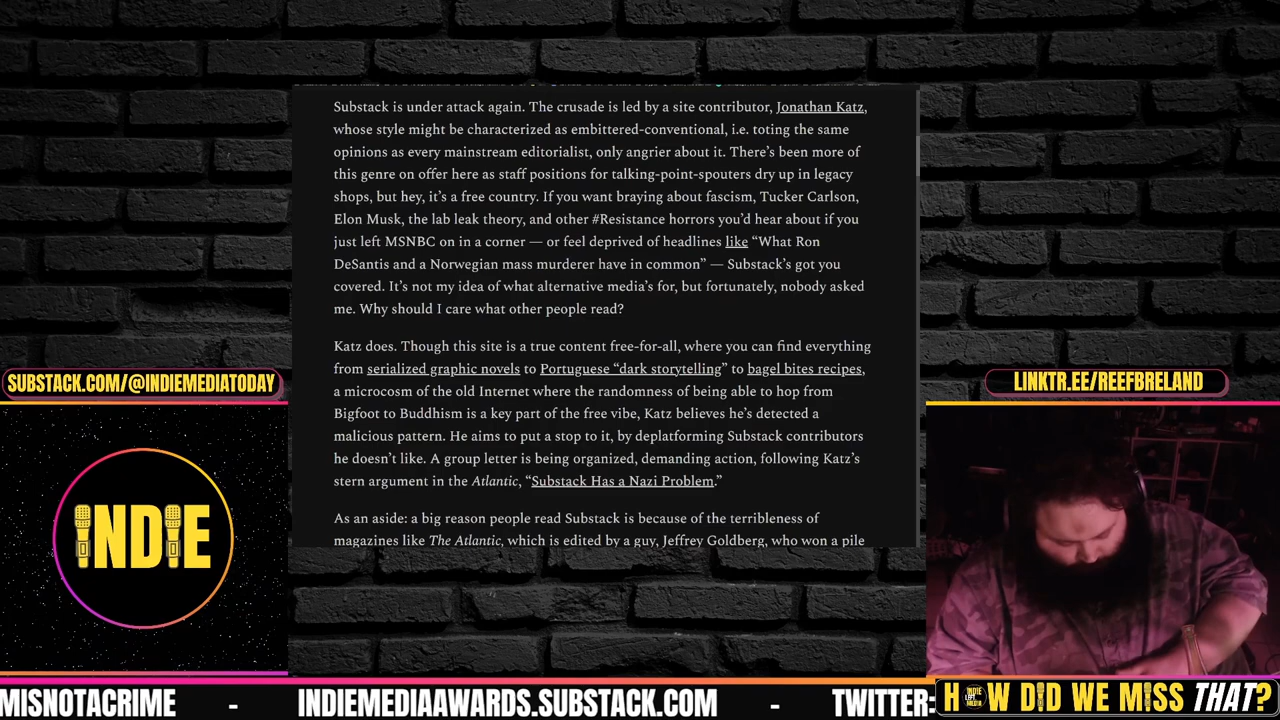 Substack is under attack again. The crusade is led by a site contributor, Jonathan Katz,
whose style might be characterized as embittered-conventional, i.e. toting the same
opinions as every mainstream editorialist, only angrier about it. There’s been more of
this genre on offer here as staff positions for talking-point-spouters dry up in legacy
shops, but hey, it’s a free country. If you want braying about fascism, Tucker Carlson,
Elon Musk, the lab leak theory, and other #Resistance horrors you’d hear about if you
just left MSNBC on in a corner — or feel deprived of headlines like “What Ron
DeSantis and a Norwegian mass murderer have in common” — Substack’s got you
covered. It’s not my idea of what alternative media’s for, but fortunately, nobody asked
me. Why should I care what other people read?
Katz does. Though this site is a true content free-for-all, where you can find everything
from serialized graphic novels to Portuguese “dark storytelling” to bagel bites recipes,
a microcosm of the old Internet where the randomness of being able to hop from
Bigfoot to Buddhism is a key part of the free vibe, Katz believes he’s detected a
malicious pattern. He aims to put a stop to it, by deplatforming Substack contributors
he doesn’t like. A group letter is being organized, demanding action, following Katz’s
stern argument in the Atlantic, “Substack Has a Nazi Problem.”
As an aside: a big reason people read Substack is because of the terribleness of
magazines like The Atlantic, which is edited by a guy, Jeffrey Goldberg, who won a pile
SUBSTACK.COM/@INDIEMEDIATODAY
LINKTR.EE/REEFBRELAND
INDIE
MISNOTACRIME - INDIEMEDIAAWARDS.SUBSTACK.COM - TWITTER:
HOW DID WE MISS THAT?